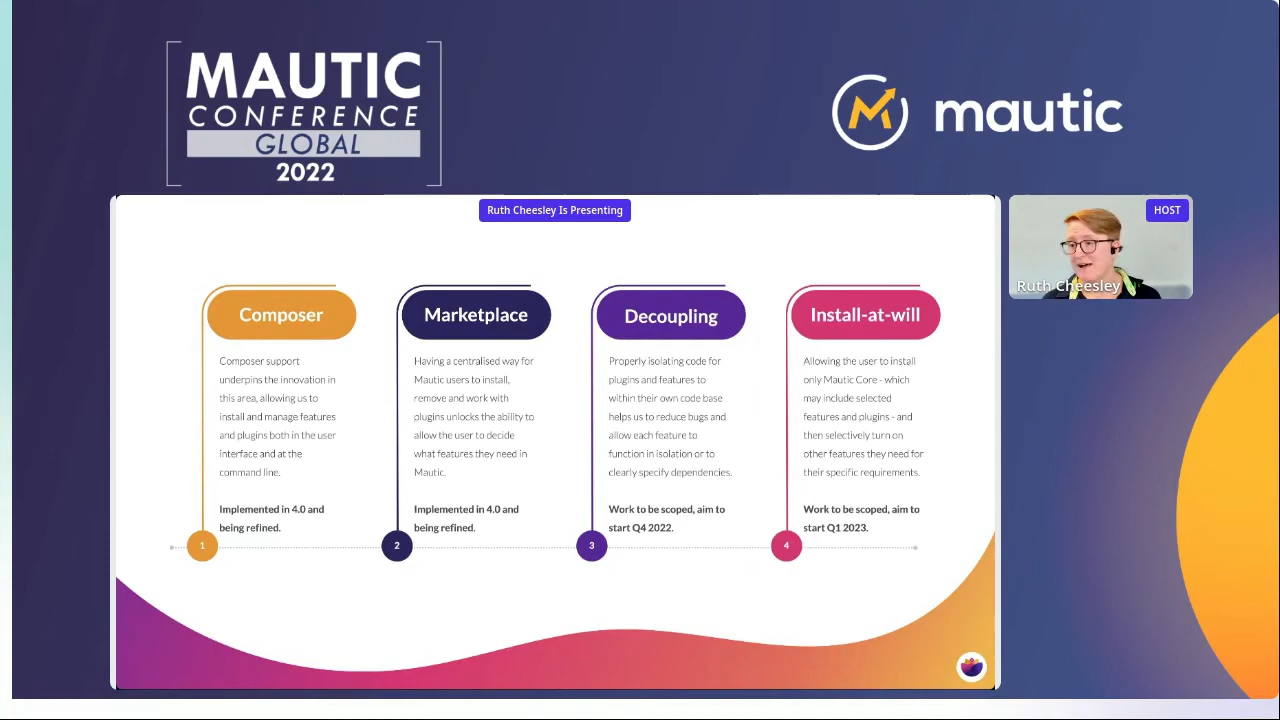 MAUTIC
CONFERENCE
GLOBAL
2022
mautic
Ruth Cheesley Is Presenting
HOST
Ruth Cheesley
Composer
Composer support
underpins the innovation in
this area, allowing us to
install and manage features
and plugins both in the user
interface and at the
command line.
Implemented in 4.0 and
being refined.
1
Marketplace
Having a centralised way for
Mautic users to install,
remove and work with
plugins unlocks the ability to
allow the user to decide
what features they need in
Mautic.
Implemented in 4.0 and
being refined.
2
Decoupling
Properly isolating code for
plugins and features to
within their own code base
helps us to reduce bugs and
allow each feature to
function in isolation or to
clearly specify dependencies.
Work to be scoped, aim to
start Q4 2022.
3
Install-at-will
Allowing the user to install
only Mautic Core - which
may include selected
features and plugins - and
then selectively turn on
other features they need for
their specific requirements.
Work to be scoped, aim to
start Q1 2023.
4